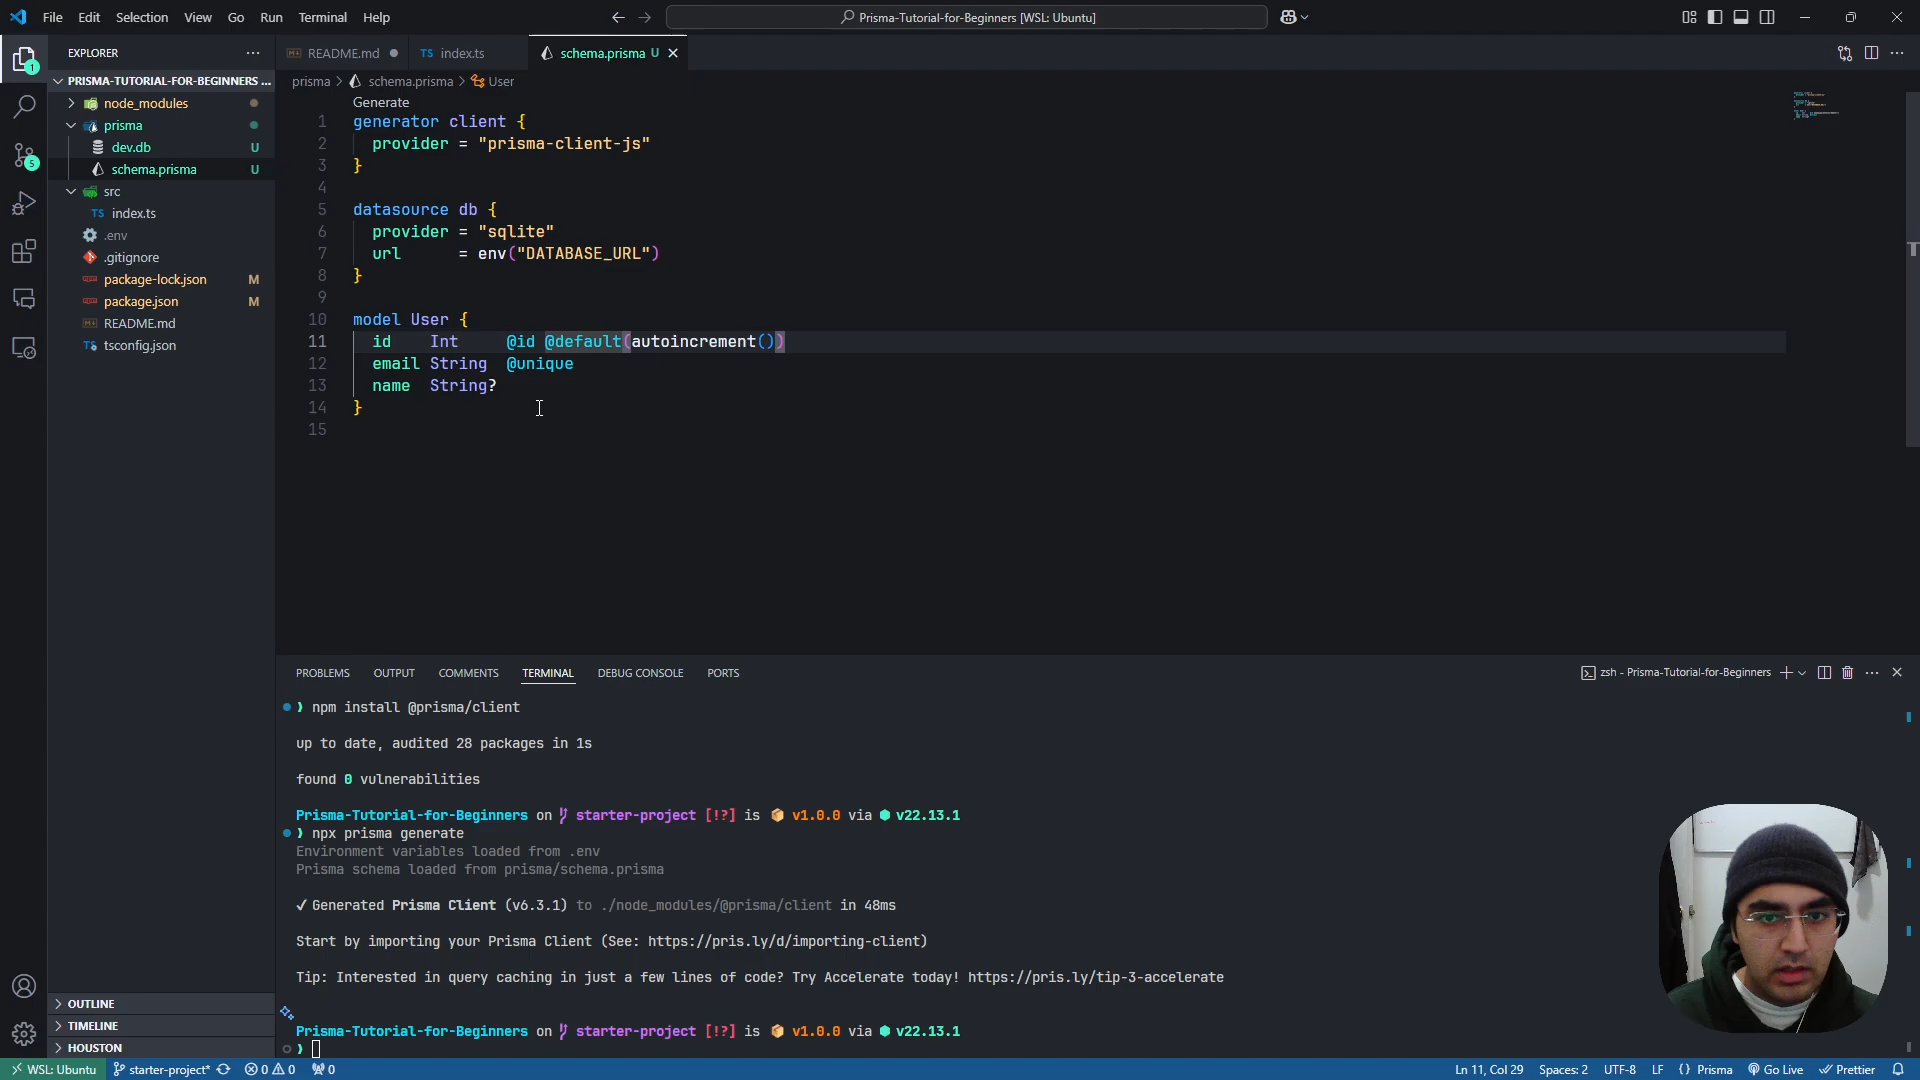 File Edit Selection View Go Run Terminal Help
Prisma-Tutorial-for-Beginners [WSL: Ubuntu]
EXPLORER
README.md
TS index.ts
schema.prisma U
PRISMA-TUTORIAL-FOR-BEGINNERS ...
node_modules
prisma
dev.db U
schema.prisma U
src
TS index.ts
.env
.gitignore
package-lock.json M
package.json M
README.md
tsconfig.json
1
5
prisma > schema.prisma > User
Generate
1 generator client {
2 provider = "prisma-client-js"
3 }
4
5 datasource db {
6 provider = "sqlite"
7 url = env("DATABASE_URL")
8 }
9
10 model User {
11 id Int @id @default(autoincrement())
12 email String @unique
13 name String?
14 }
15
PROBLEMS OUTPUT COMMENTS TERMINAL DEBUG CONSOLE PORTS
zsh - Prisma-Tutorial-for-Beginners
❯ npm install @prisma/client
up to date, audited 28 packages in 1s
found 0 vulnerabilities
Prisma-Tutorial-for-Beginners on starter-project [!?] is 📦 v1.0.0 via ⬢ v22.13.1
❯ npx prisma generate
Environment variables loaded from .env
Prisma schema loaded from prisma/schema.prisma
✓ Generated Prisma Client (v6.3.1) to ./node_modules/@prisma/client in 48ms
Start by importing your Prisma Client (See: https://pris.ly/d/importing-client)
Tip: Interested in query caching in just a few lines of code? Try Accelerate today! https://pris.ly/tip-3-accelerate
Prisma-Tutorial-for-Beginners on starter-project [!?] is 📦 v1.0.0 via ⬢ v22.13.1
❯
OUTLINE
TIMELINE
HOUSTON
WSL: Ubuntu starter-project* 0 0 0
Ln 11, Col 29 Spaces: 2 UTF-8 LF {} Prisma Go Live Prettier